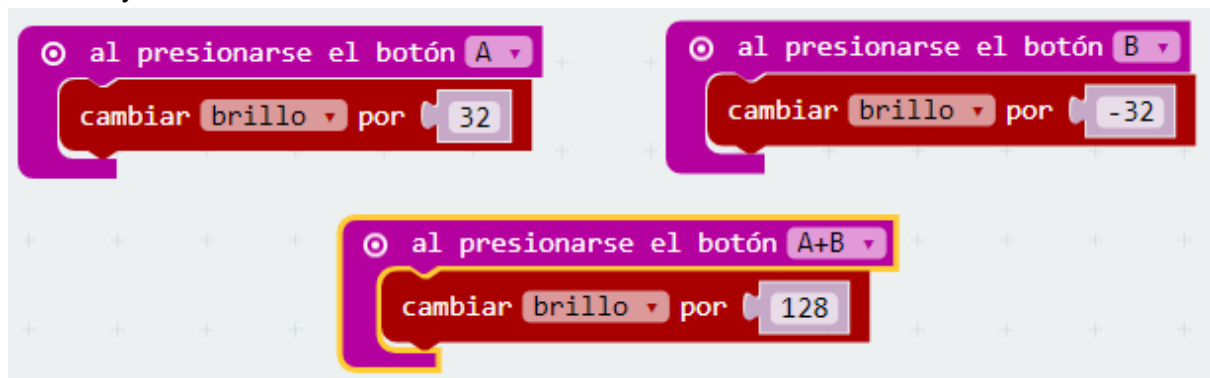 al presionarse el botón A
cambiar brillo por 32
al presionarse el botón B
cambiar brillo por -32
al presionarse el botón A+B
cambiar brillo por 128